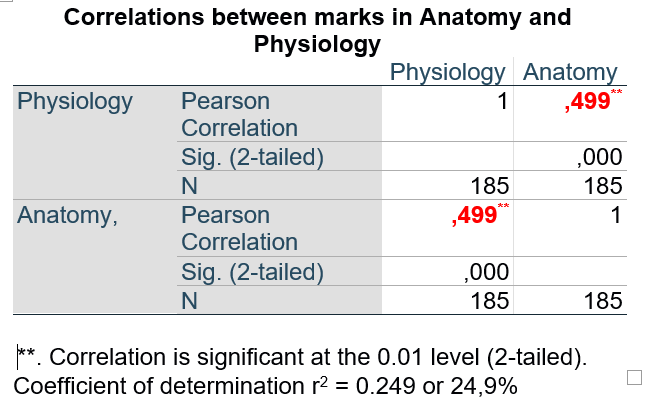 Correlations between marks in Anatomy and
Physiology
Physiology Anatomy
Physiology Pearson 1 ,499**
Correlation
Sig. (2-tailed) ,000
N 185 185
Anatomy, Pearson ,499** 1
Correlation
Sig. (2-tailed) ,000
N 185 185
**. Correlation is significant at the 0.01 level (2-tailed).
Coefficient of determination r² = 0.249 or 24,9%